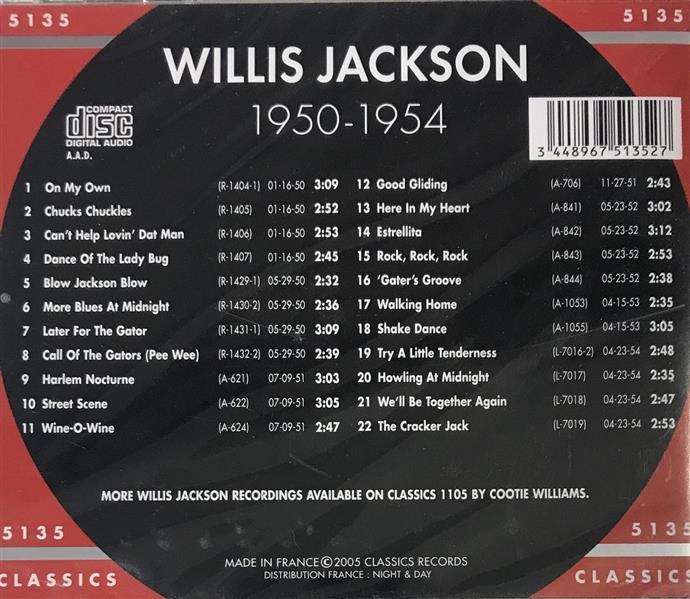 5135
5135
WILLIS JACKSON
1950-1954
COMPACT
disc
DIGITAL AUDIO
A.A.D.
3 448967 513527
1 On My Own (R-1404-1) 01-16-50 3:09
2 Chucks Chuckles (R-1405) 01-16-50 2:52
3 Can't Help Lovin' Dat Man (R-1406) 01-16-50 2:53
4 Dance Of The Lady Bug (R-1407) 01-16-50 2:45
5 Blow Jackson Blow (R-1429-1) 05-29-50 2:32
6 More Blues At Midnight (R-1430-2) 05-29-50 2:36
7 Later For The Gator (R-1431-1) 05-29-50 3:09
8 Call Of The Gators (Pee Wee) (R-1432-2) 05-29-50 2:39
9 Harlem Nocturne (A-621) 07-09-51 3:03
10 Street Scene (A-622) 07-09-51 3:05
11 Wine-O-Wine (A-624) 07-09-51 2:47
12 Good Gliding (A-706) 11-27-51 2:43
13 Here In My Heart (A-841) 05-23-52 3:02
14 Estrellita (A-842) 05-23-52 3:12
15 Rock, Rock, Rock (A-843) 05-23-52 2:53
16 'Gater's Groove (A-844) 05-23-52 2:38
17 Walking Home (A-1053) 04-15-53 2:35
18 Shake Dance (A-1055) 04-15-53 3:05
19 Try A Little Tenderness (L-7016-2) 04-23-54 2:48
20 Howling At Midnight (L-7017) 04-23-54 2:35
21 We'll Be Together Again (L-7018) 04-23-54 2:47
22 The Cracker Jack (L-7019) 04-23-54 2:53
MORE WILLIS JACKSON RECORDINGS AVAILABLE ON CLASSICS 1105 BY COOTIE WILLIAMS.
5135
5135
MADE IN FRANCE©2005 CLASSICS RECORDS
DISTRIBUTION FRANCE : NIGHT & DAY
CLASSICS
CLASSICS